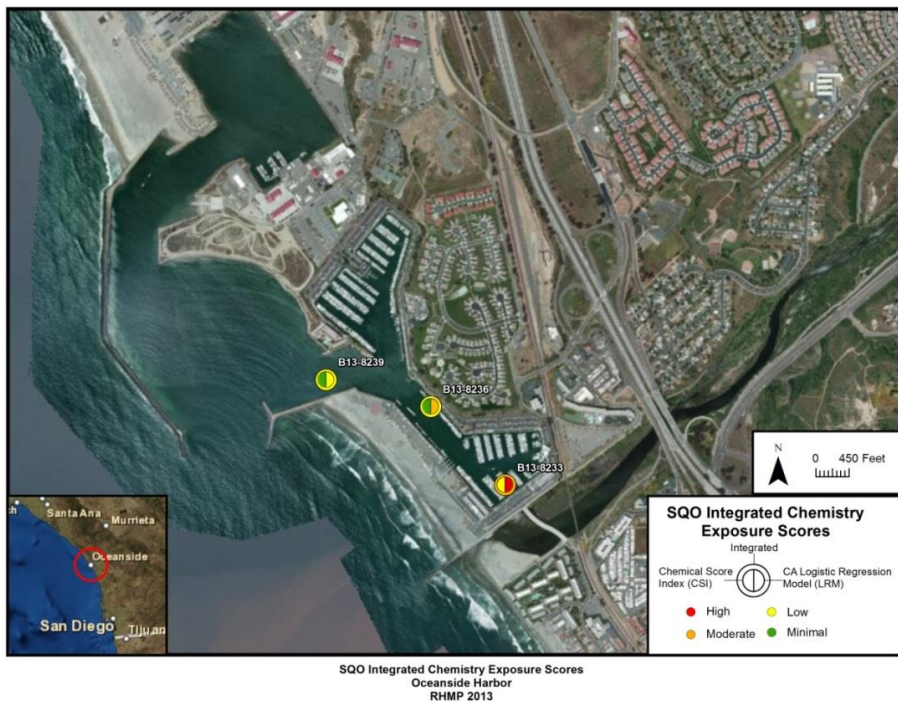 B13-8239
B13-8236
B13-8233
N
0 450 Feet
ch
Santa Ana
Murrieta
Oceanside
San Diego
Tijuan
SQO Integrated Chemistry
Exposure Scores
Integrated
Chemical Score
Index (CSI)
CA Logistic Regression
Model (LRM)
High
Low
Moderate
Minimal
SQO Integrated Chemistry Exposure Scores
Oceanside Harbor
RHMP 2013